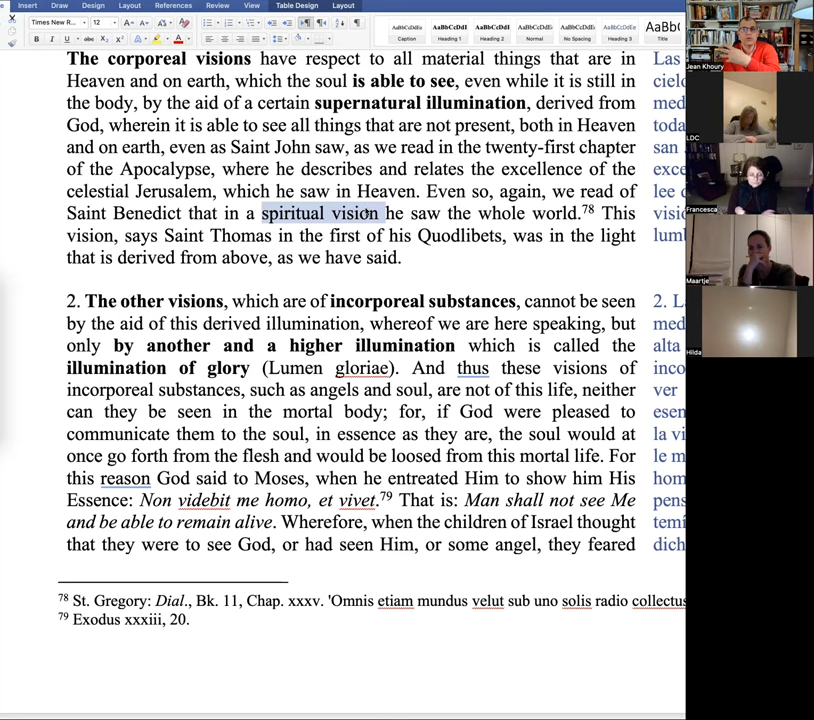 Insert Draw Design Layout References Review View Table Design Layout
Times New R... 12
AaBbCcDdEe AaBbCcDdI AaBbCcDdI AaBbCcDdE AaBbCcDdE AaBbCcDdEe AaBbC
Caption Heading 1 Heading 2 Normal No Spacing Heading 3 Title
The corporeal visions have respect to all material things that are in
Heaven and on earth, which the soul is able to see, even while it is still in
the body, by the aid of a certain supernatural illumination, derived from
God, wherein it is able to see all things that are not present, both in Heaven
and on earth, even as Saint John saw, as we read in the twenty-first chapter
of the Apocalypse, where he describes and relates the excellence of the
celestial Jerusalem, which he saw in Heaven. Even so, again, we read of
Saint Benedict that in a spiritual vision he saw the whole world.78 This
vision, says Saint Thomas in the first of his Quodlibets, was in the light
that is derived from above, as we have said.
2. The other visions, which are of incorporeal substances, cannot be seen
by the aid of this derived illumination, whereof we are here speaking, but
only by another and a higher illumination which is called the
illumination of glory (Lumen gloriae). And thus these visions of
incorporeal substances, such as angels and soul, are not of this life, neither
can they be seen in the mortal body; for, if God were pleased to
communicate them to the soul, in essence as they are, the soul would at
once go forth from the flesh and would be loosed from this mortal life. For
this reason God said to Moses, when he entreated Him to show him His
Essence: Non videbit me homo, et vivet.79 That is: Man shall not see Me
and be able to remain alive. Wherefore, when the children of Israel thought
that they were to see God, or had seen Him, or some angel, they feared
78 St. Gregory: Dial., Bk. 11, Chap. xxxv. 'Omnis etiam mundus velut sub uno solis radio collectus
79 Exodus xxxiii, 20.
Las
cielo
med
toda
san
exce
lee
visi
lum
2. L
med
alta
inco
ver
esen
la vi
le m
hom
pens
temí
dich
Jean Khoury
LDC
Francesca
Maartje
Hilda